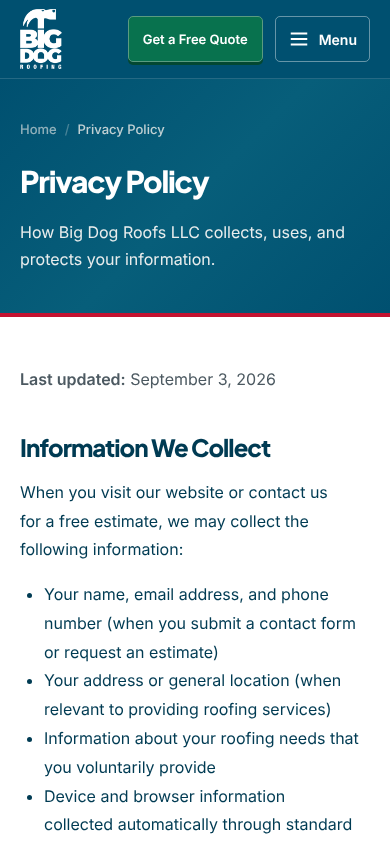 BIG
DOG
ROOFING
Get a Free Quote
Menu
Home / Privacy Policy
Privacy Policy
How Big Dog Roofs LLC collects, uses, and
protects your information.
Last updated: September 3, 2026
Information We Collect
When you visit our website or contact us
for a free estimate, we may collect the
following information:
• Your name, email address, and phone
number (when you submit a contact form
or request an estimate)
• Your address or general location (when
relevant to providing roofing services)
• Information about your roofing needs that
you voluntarily provide
• Device and browser information
collected automatically through standard